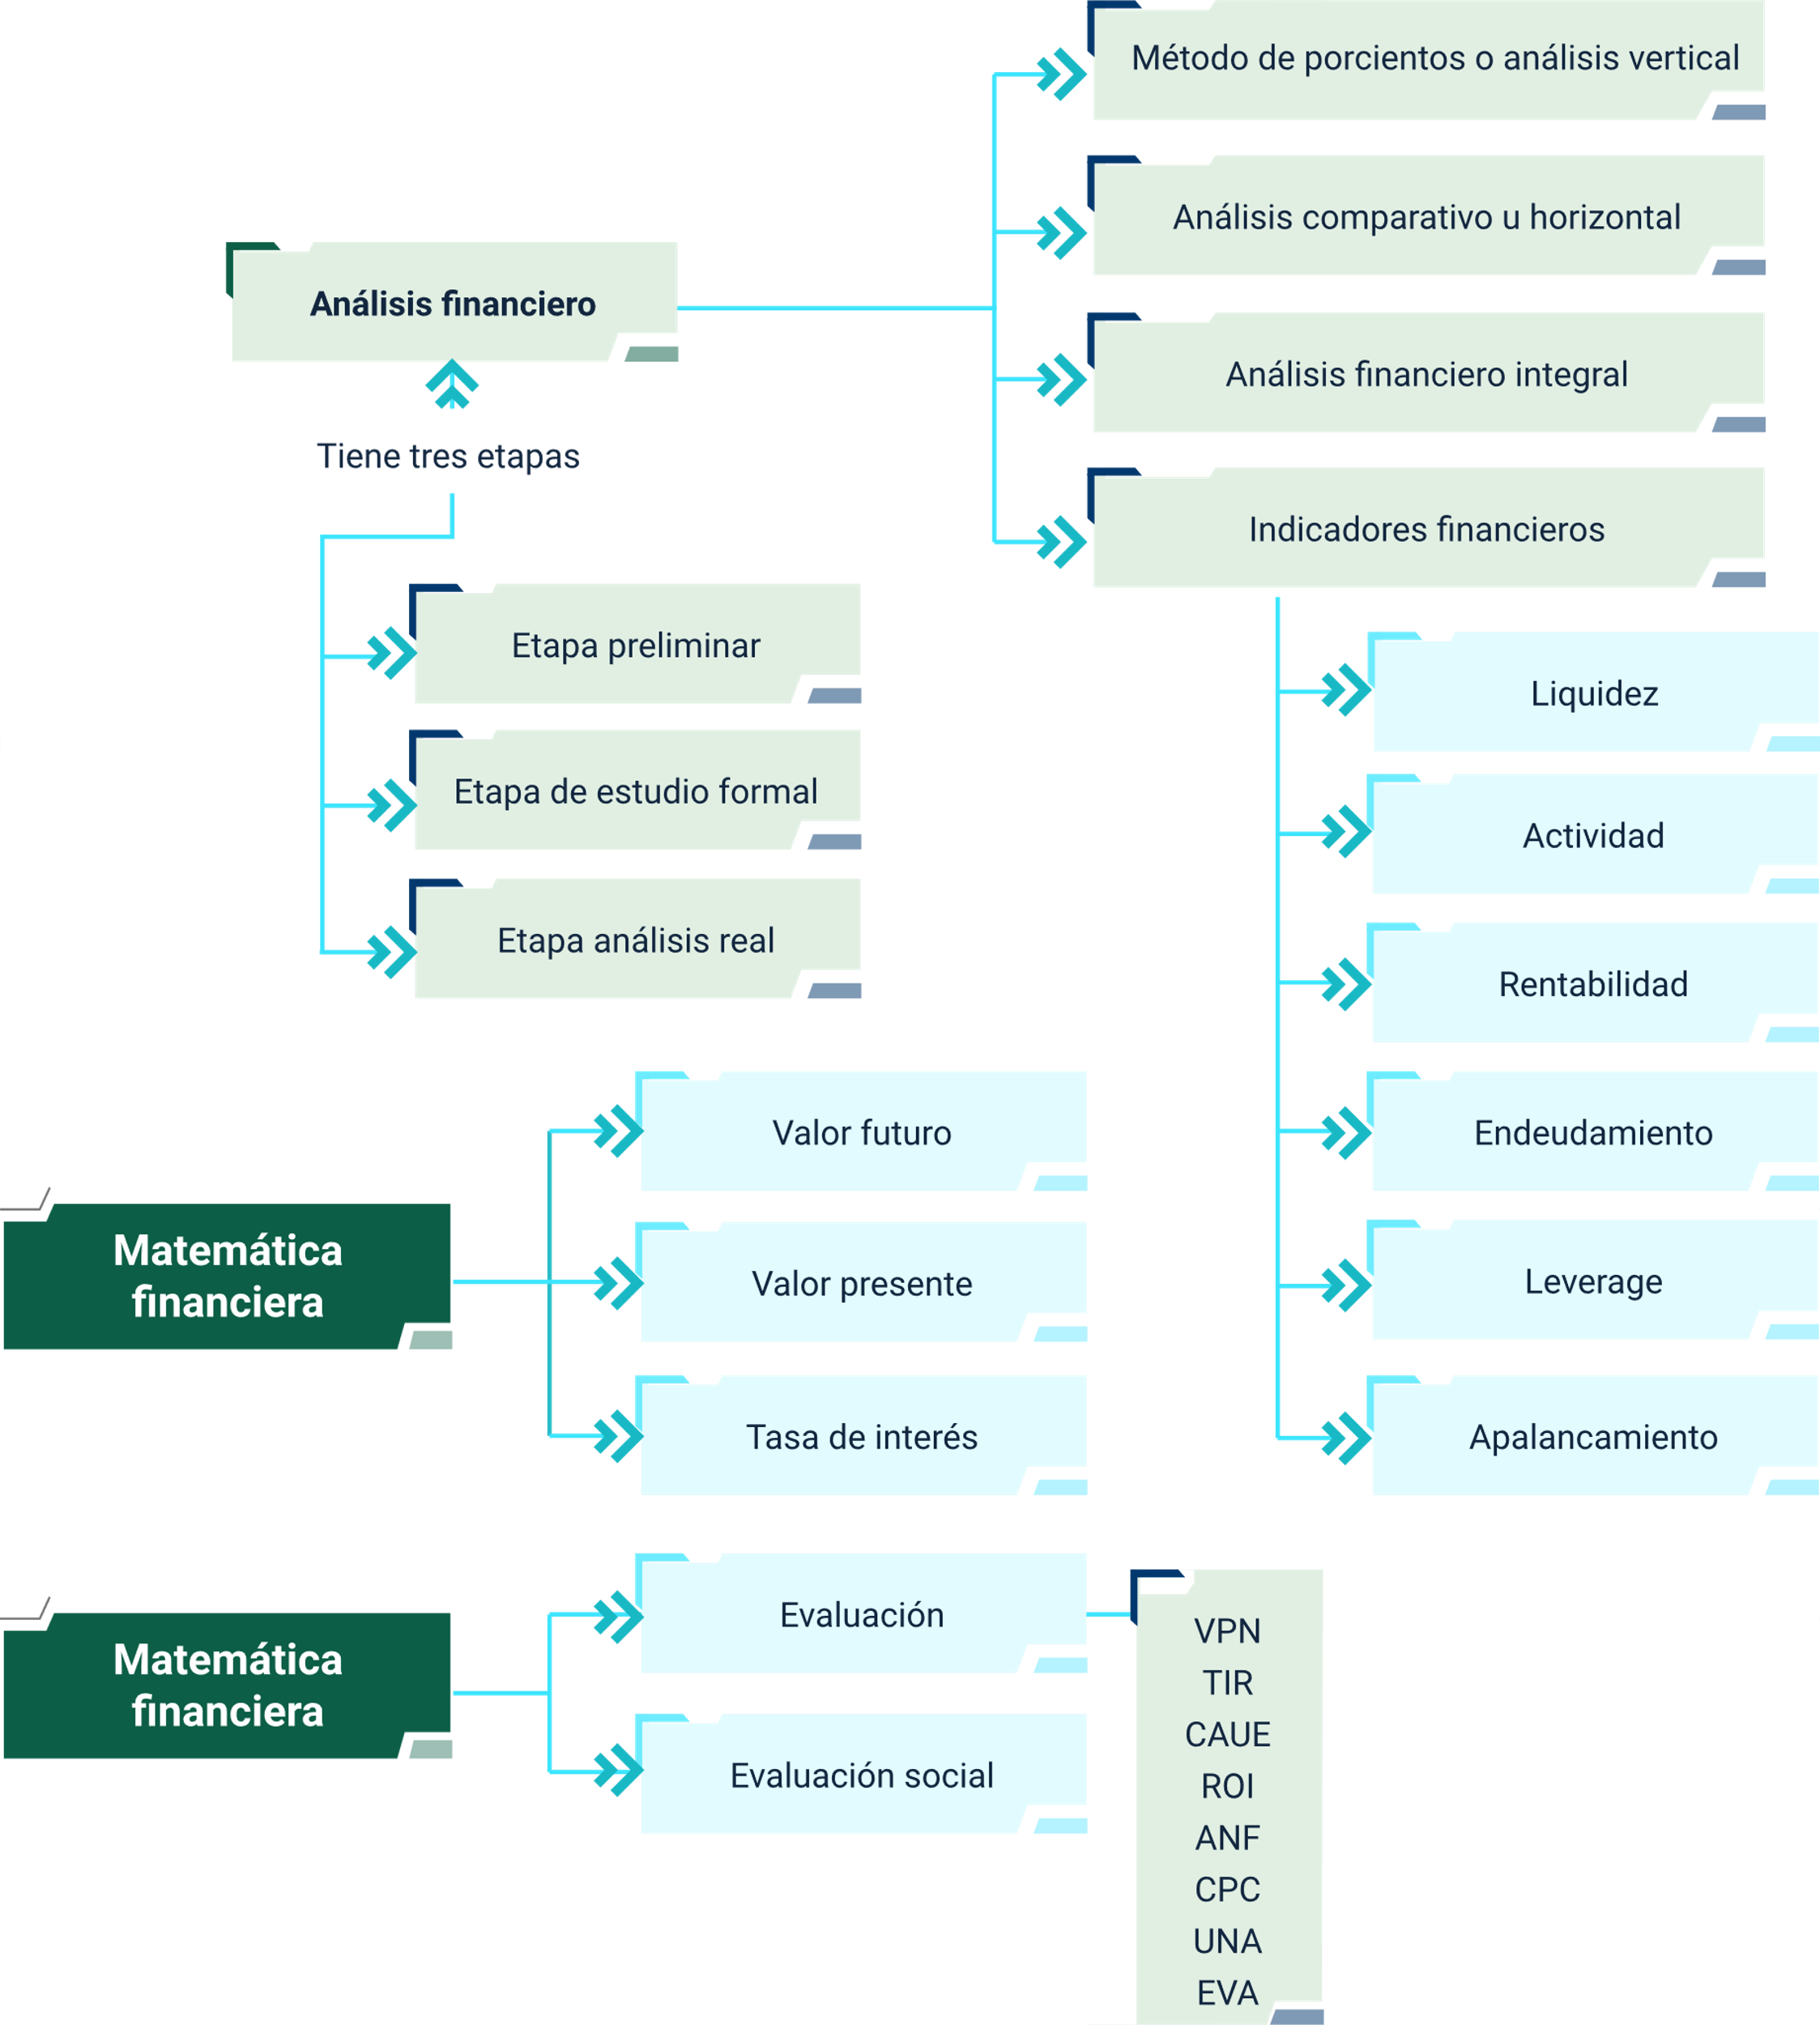 Análisis financiero
Método de porcientos o análisis vertical
Análisis comparativo u horizontal
Análisis financiero integral
Indicadores financieros
Tiene tres etapas
Etapa preliminar
Etapa de estudio formal
Etapa análisis real
Liquidez
Actividad
Rentabilidad
Endeudamiento
Leverage
Apalancamiento
Matemática
financiera
Valor futuro
Valor presente
Tasa de interés
Matemática
financiera
Evaluación
Evaluación social
VPN
TIR
CAUE
ROI
ANF
CPC
UNA
EVA